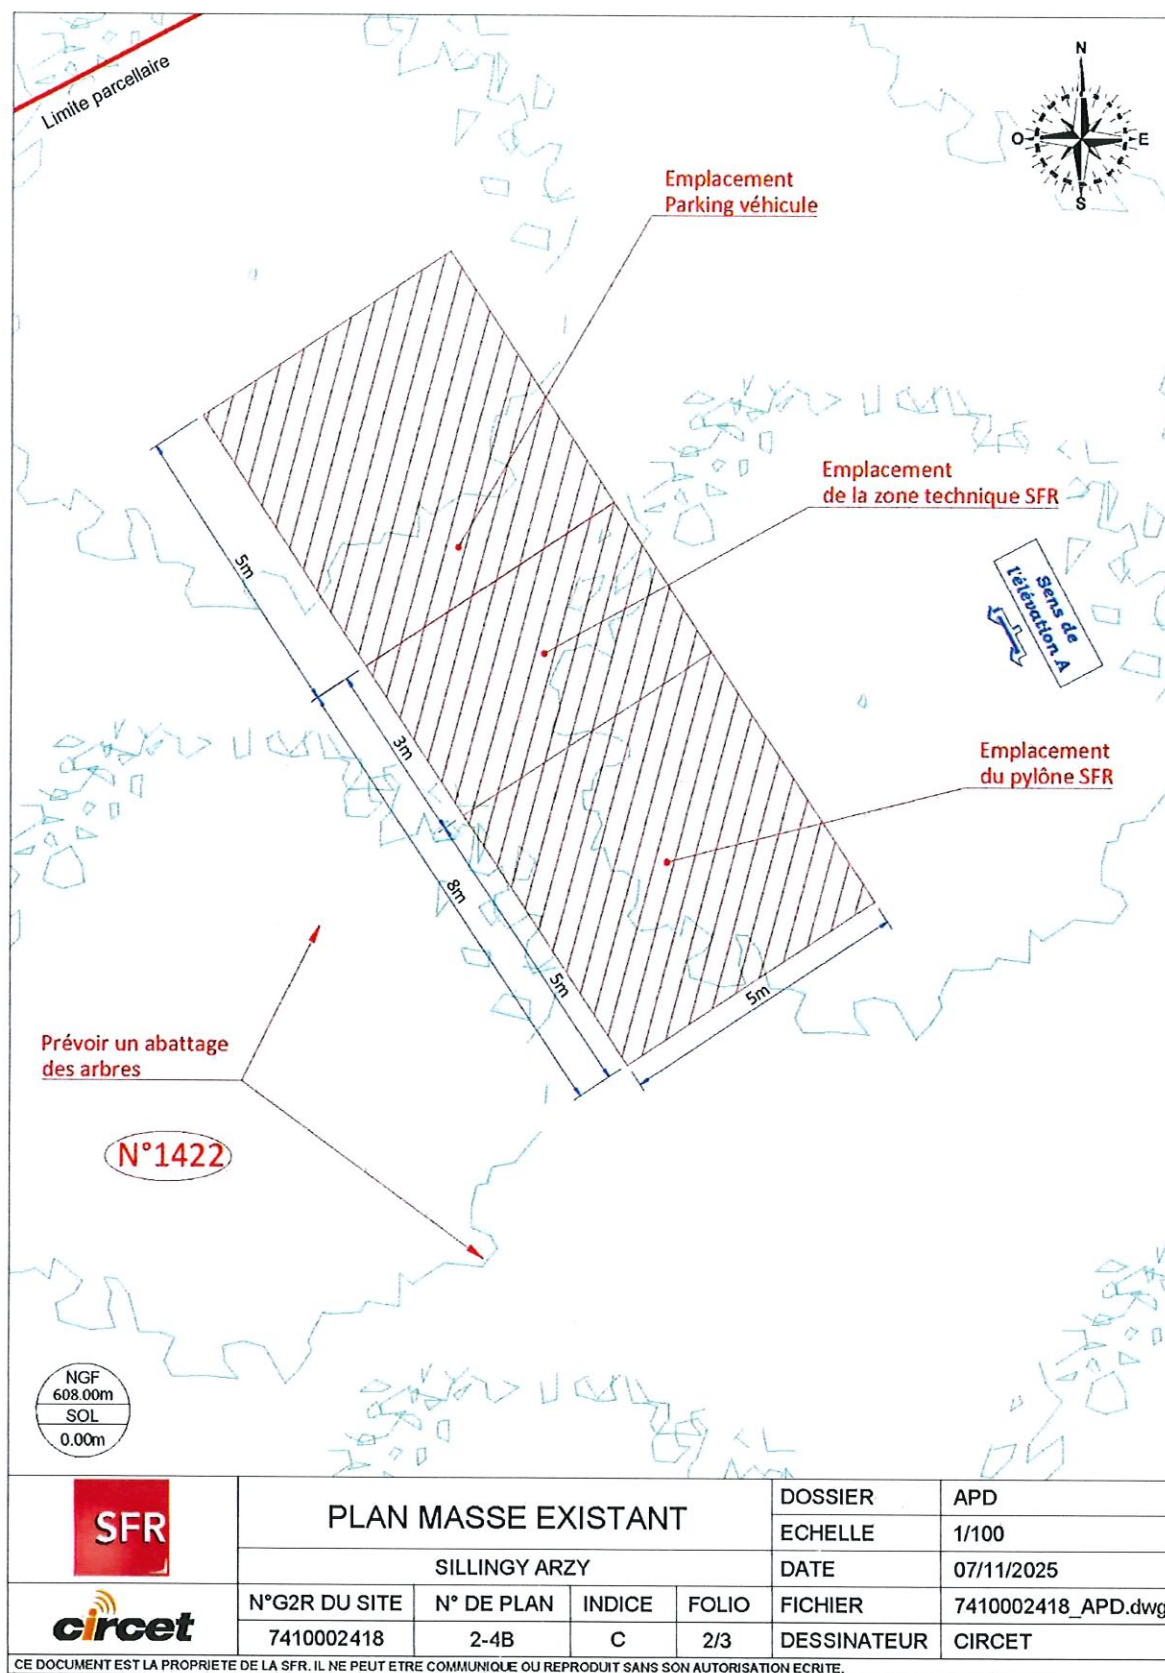 Limite parcellaire
N
O
E
S
Emplacement
Parking véhicule
Emplacement
de la zone technique SFR
Sens de
l'élévation A
5m
3m
Emplacement
du pylône SFR
8m
5m
5m
Prévoir un abattage
des arbres
N°1422
NGF
608.00m
SOL
0.00m
SFR
PLAN MASSE EXISTANT
DOSSIER
APD
ECHELLE
1/100
SILLINGY ARZY
DATE
07/11/2025
circet
N°G2R DU SITE
N° DE PLAN
INDICE
FOLIO
FICHIER
7410002418_APD.dwg
7410002418
2-4B
C
2/3
DESSINATEUR
CIRCET
CE DOCUMENT EST LA PROPRIETE DE LA SFR. IL NE PEUT ETRE COMMUNIQUE OU REPRODUIT SANS SON AUTORISATION ECRITE.